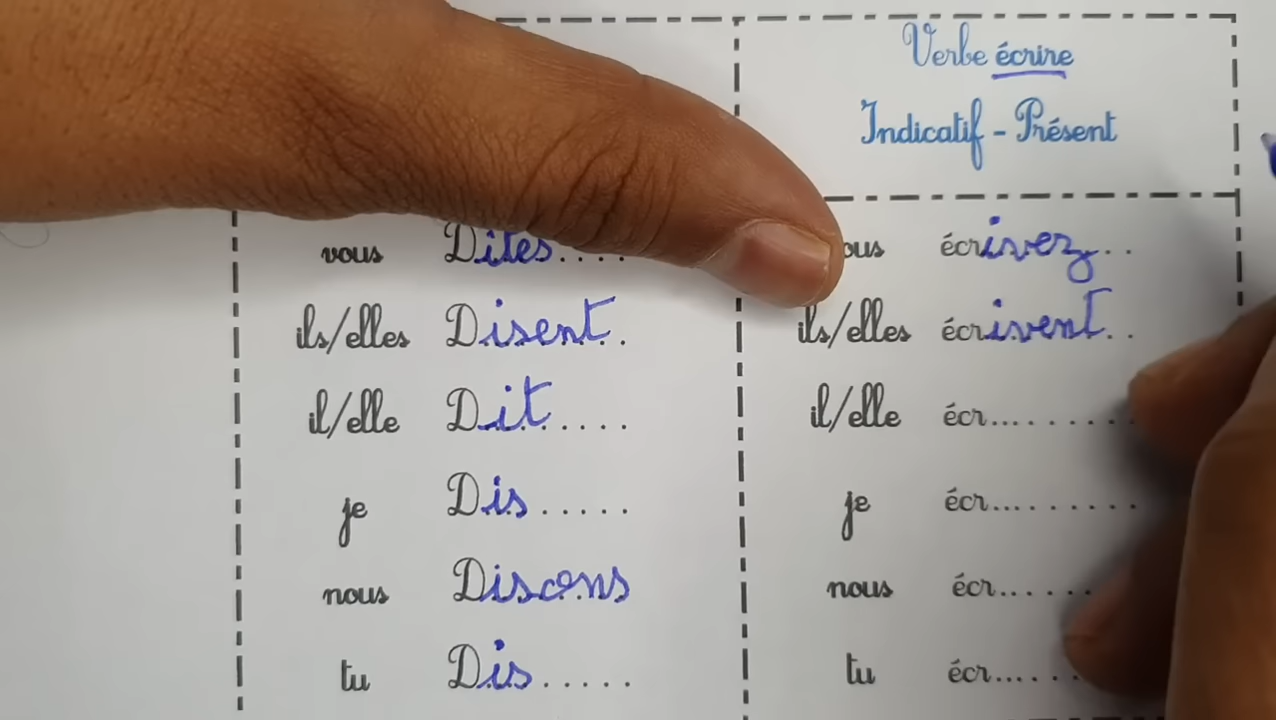 Verbe écrire
Indicatif - Présent
vous Dites....
ils/elles Disent..
il/elle Dit.....
je Dis.....
nous Disons
tu Dis.....
ous écrivez..
ils/elles écrivent..
il/elle écr.........
je écr.........
nous écr......
tu écr.....